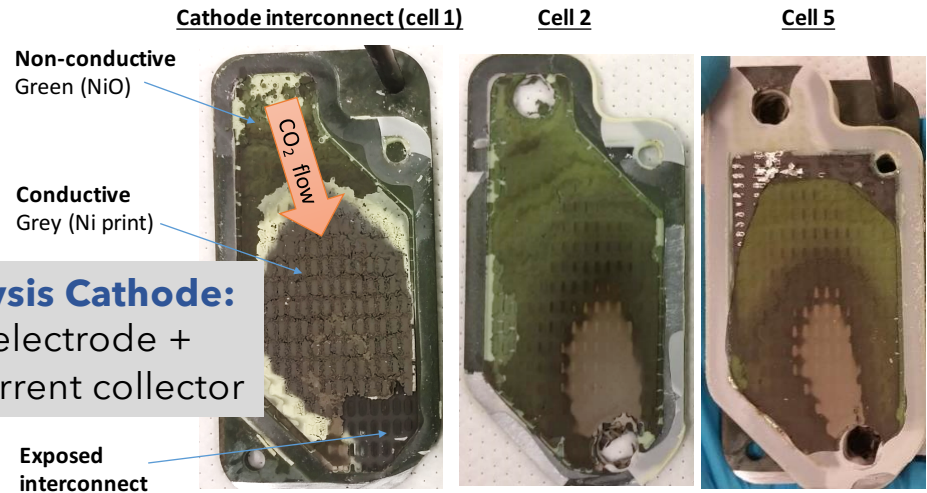 Cathode interconnect (cell 1)
Cell 2
Cell 5
Non-conductive
Green (NiO)
CO₂ flow
Conductive
Grey (Ni print)
ysis Cathode:
electrode +
rrent collector
Exposed
interconnect